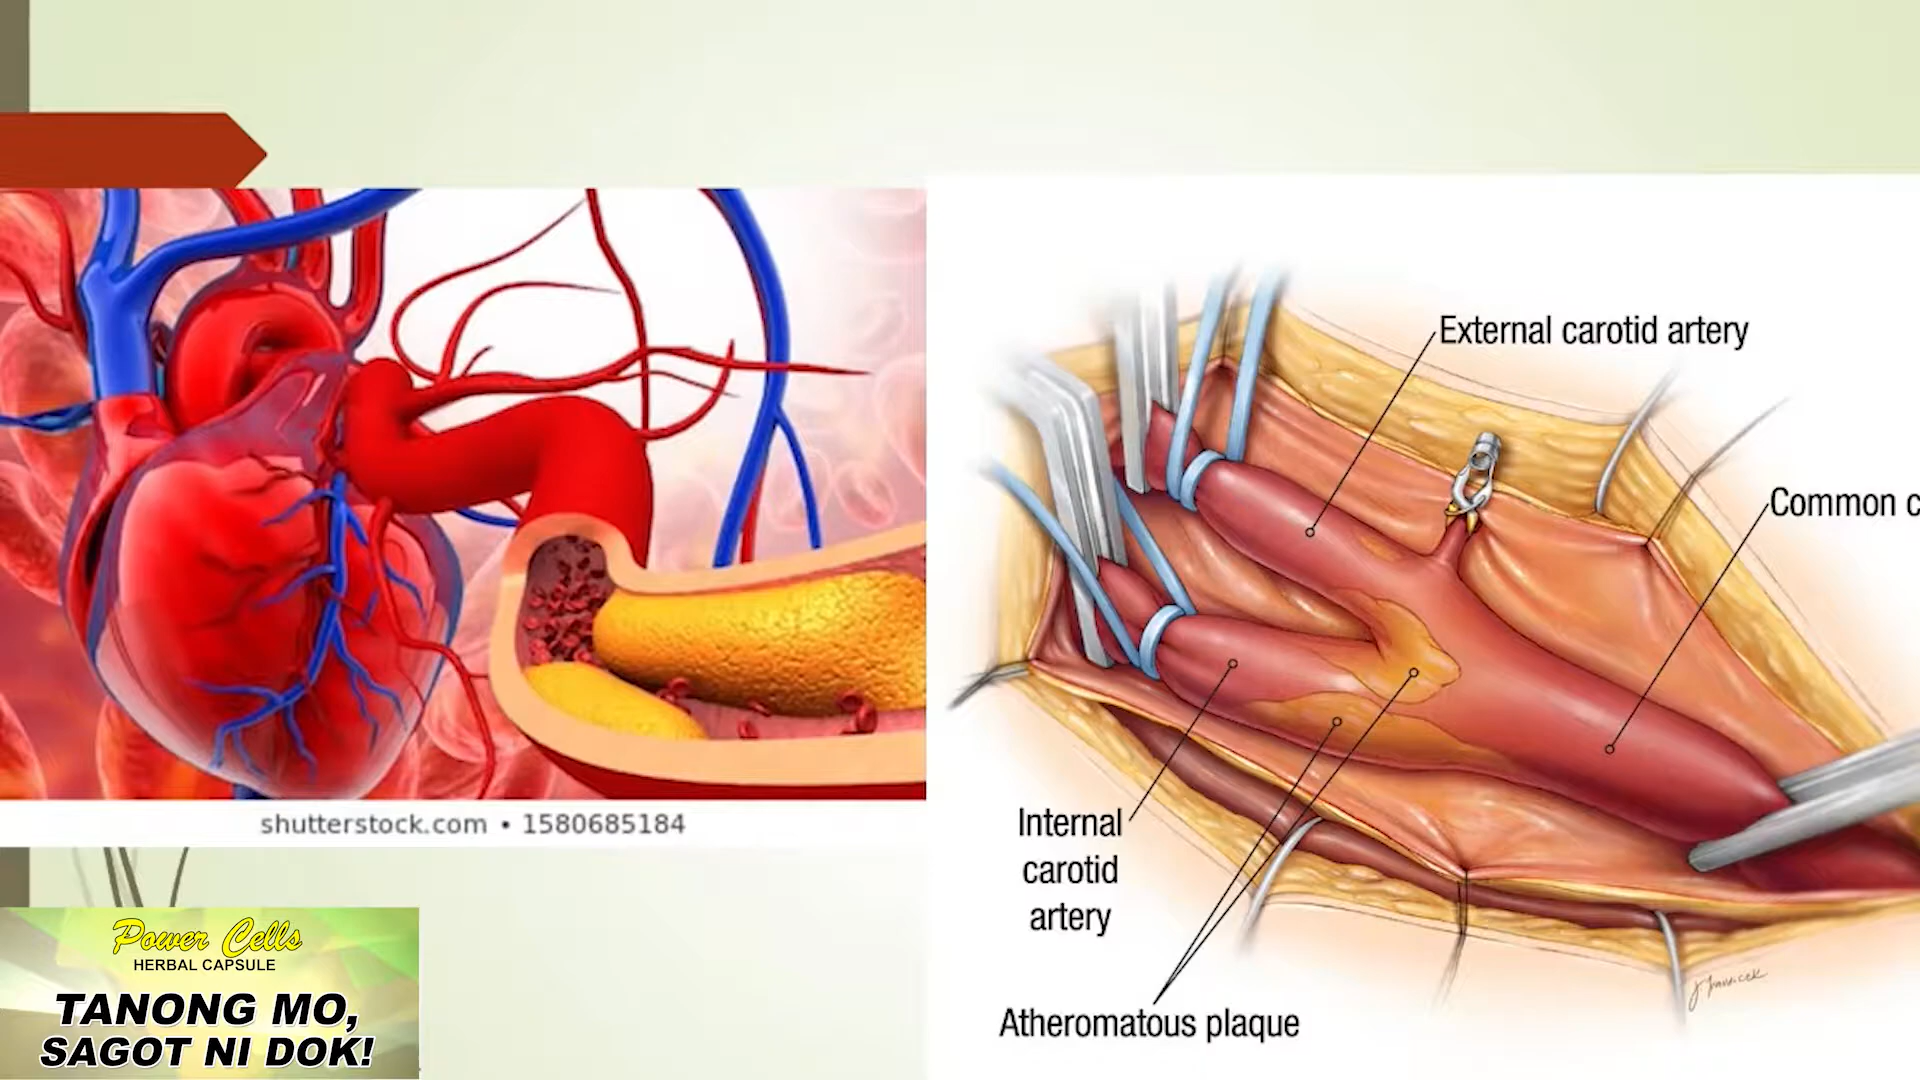 External carotid artery
Common c
shutterstock.com • 1580685184
Internal
carotid
artery
Atheromatous plaque
Power Cells
HERBAL CAPSULE
TANONG MO,
SAGOT NI DOK!